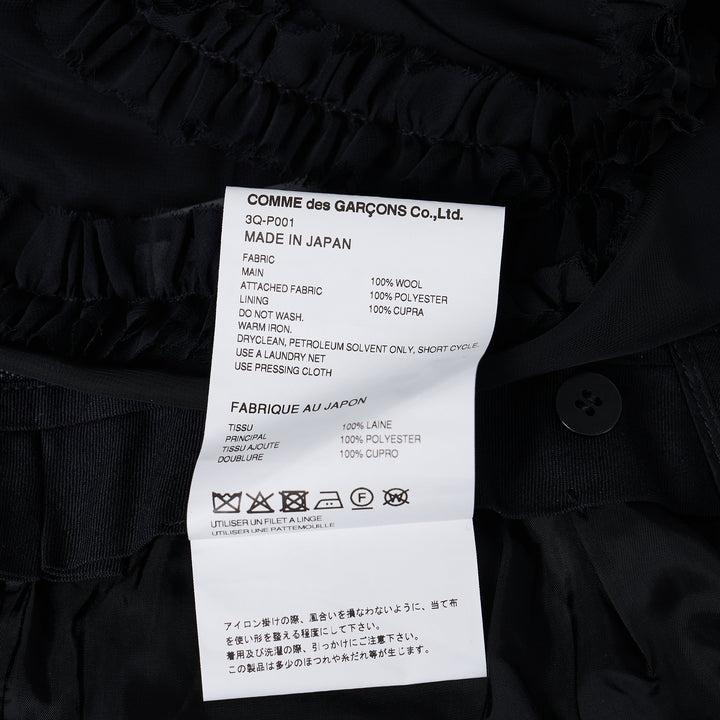 COMME des GARÇONS Co.,Ltd.
3Q-P001
MADE IN JAPAN
FABRIC
MAIN 100% WOOL
ATTACHED FABRIC 100% POLYESTER
LINING 100% CUPRA
DO NOT WASH.
WARM IRON.
DRYCLEAN, PETROLEUM SOLVENT ONLY, SHORT CYCLE.
USE A LAUNDRY NET
USE PRESSING CLOTH
FABRIQUE AU JAPON
TISSU
PRINCIPAL 100% LAINE
TISSU AJOUTE 100% POLYESTER
DOUBLURE 100% CUPRO
F W
UTILISER UN FILET A LINGE
UTILISER UNE PATTEMOUILLE
アイロン掛けの際、風合いを損なわないように、当て布
を使い形を整える程度にして下さい。
着用及び洗濯の際、引っかけにご注意下さい。
この製品は多少のほつれや糸だれ等が生じます。